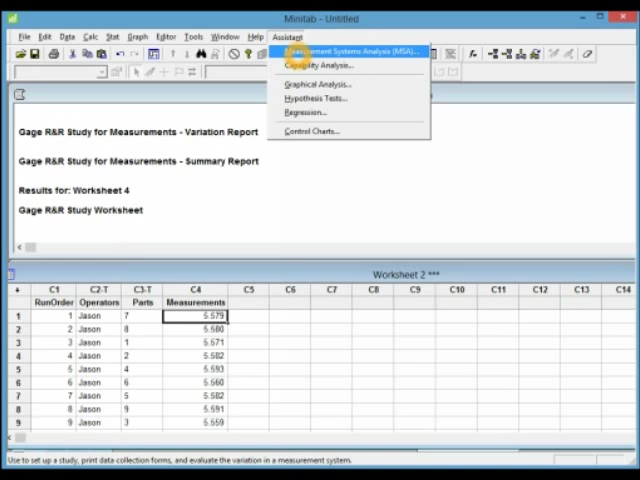 Minitab - Untitled
File Edit Data Calc Stat Graph Editor Tools Window Help Assistant
Measurement Systems Analysis (MSA)...
Capability Analysis...
Graphical Analysis...
Hypothesis Tests...
Regression...
Control Charts...
Gage R&R Study for Measurements - Variation Report
Gage R&R Study for Measurements - Summary Report
Results for: Worksheet 4
Gage R&R Study Worksheet
Worksheet 2 ***
C1 C2-T C3-T C4 C5 C6 C7 C8 C9 C10 C11 C12 C13 C14
RunOrder Operators Parts Measurements
1 1 Jason 7 5.579
2 2 Jason 8 5.580
3 3 Jason 1 5.571
4 4 Jason 2 5.582
5 5 Jason 4 5.593
6 6 Jason 6 5.560
7 7 Jason 5 5.582
8 8 Jason 9 5.591
9 9 Jason 3 5.559
Use to set up a study, print data collection forms, and evaluate the variation in a measurement system.